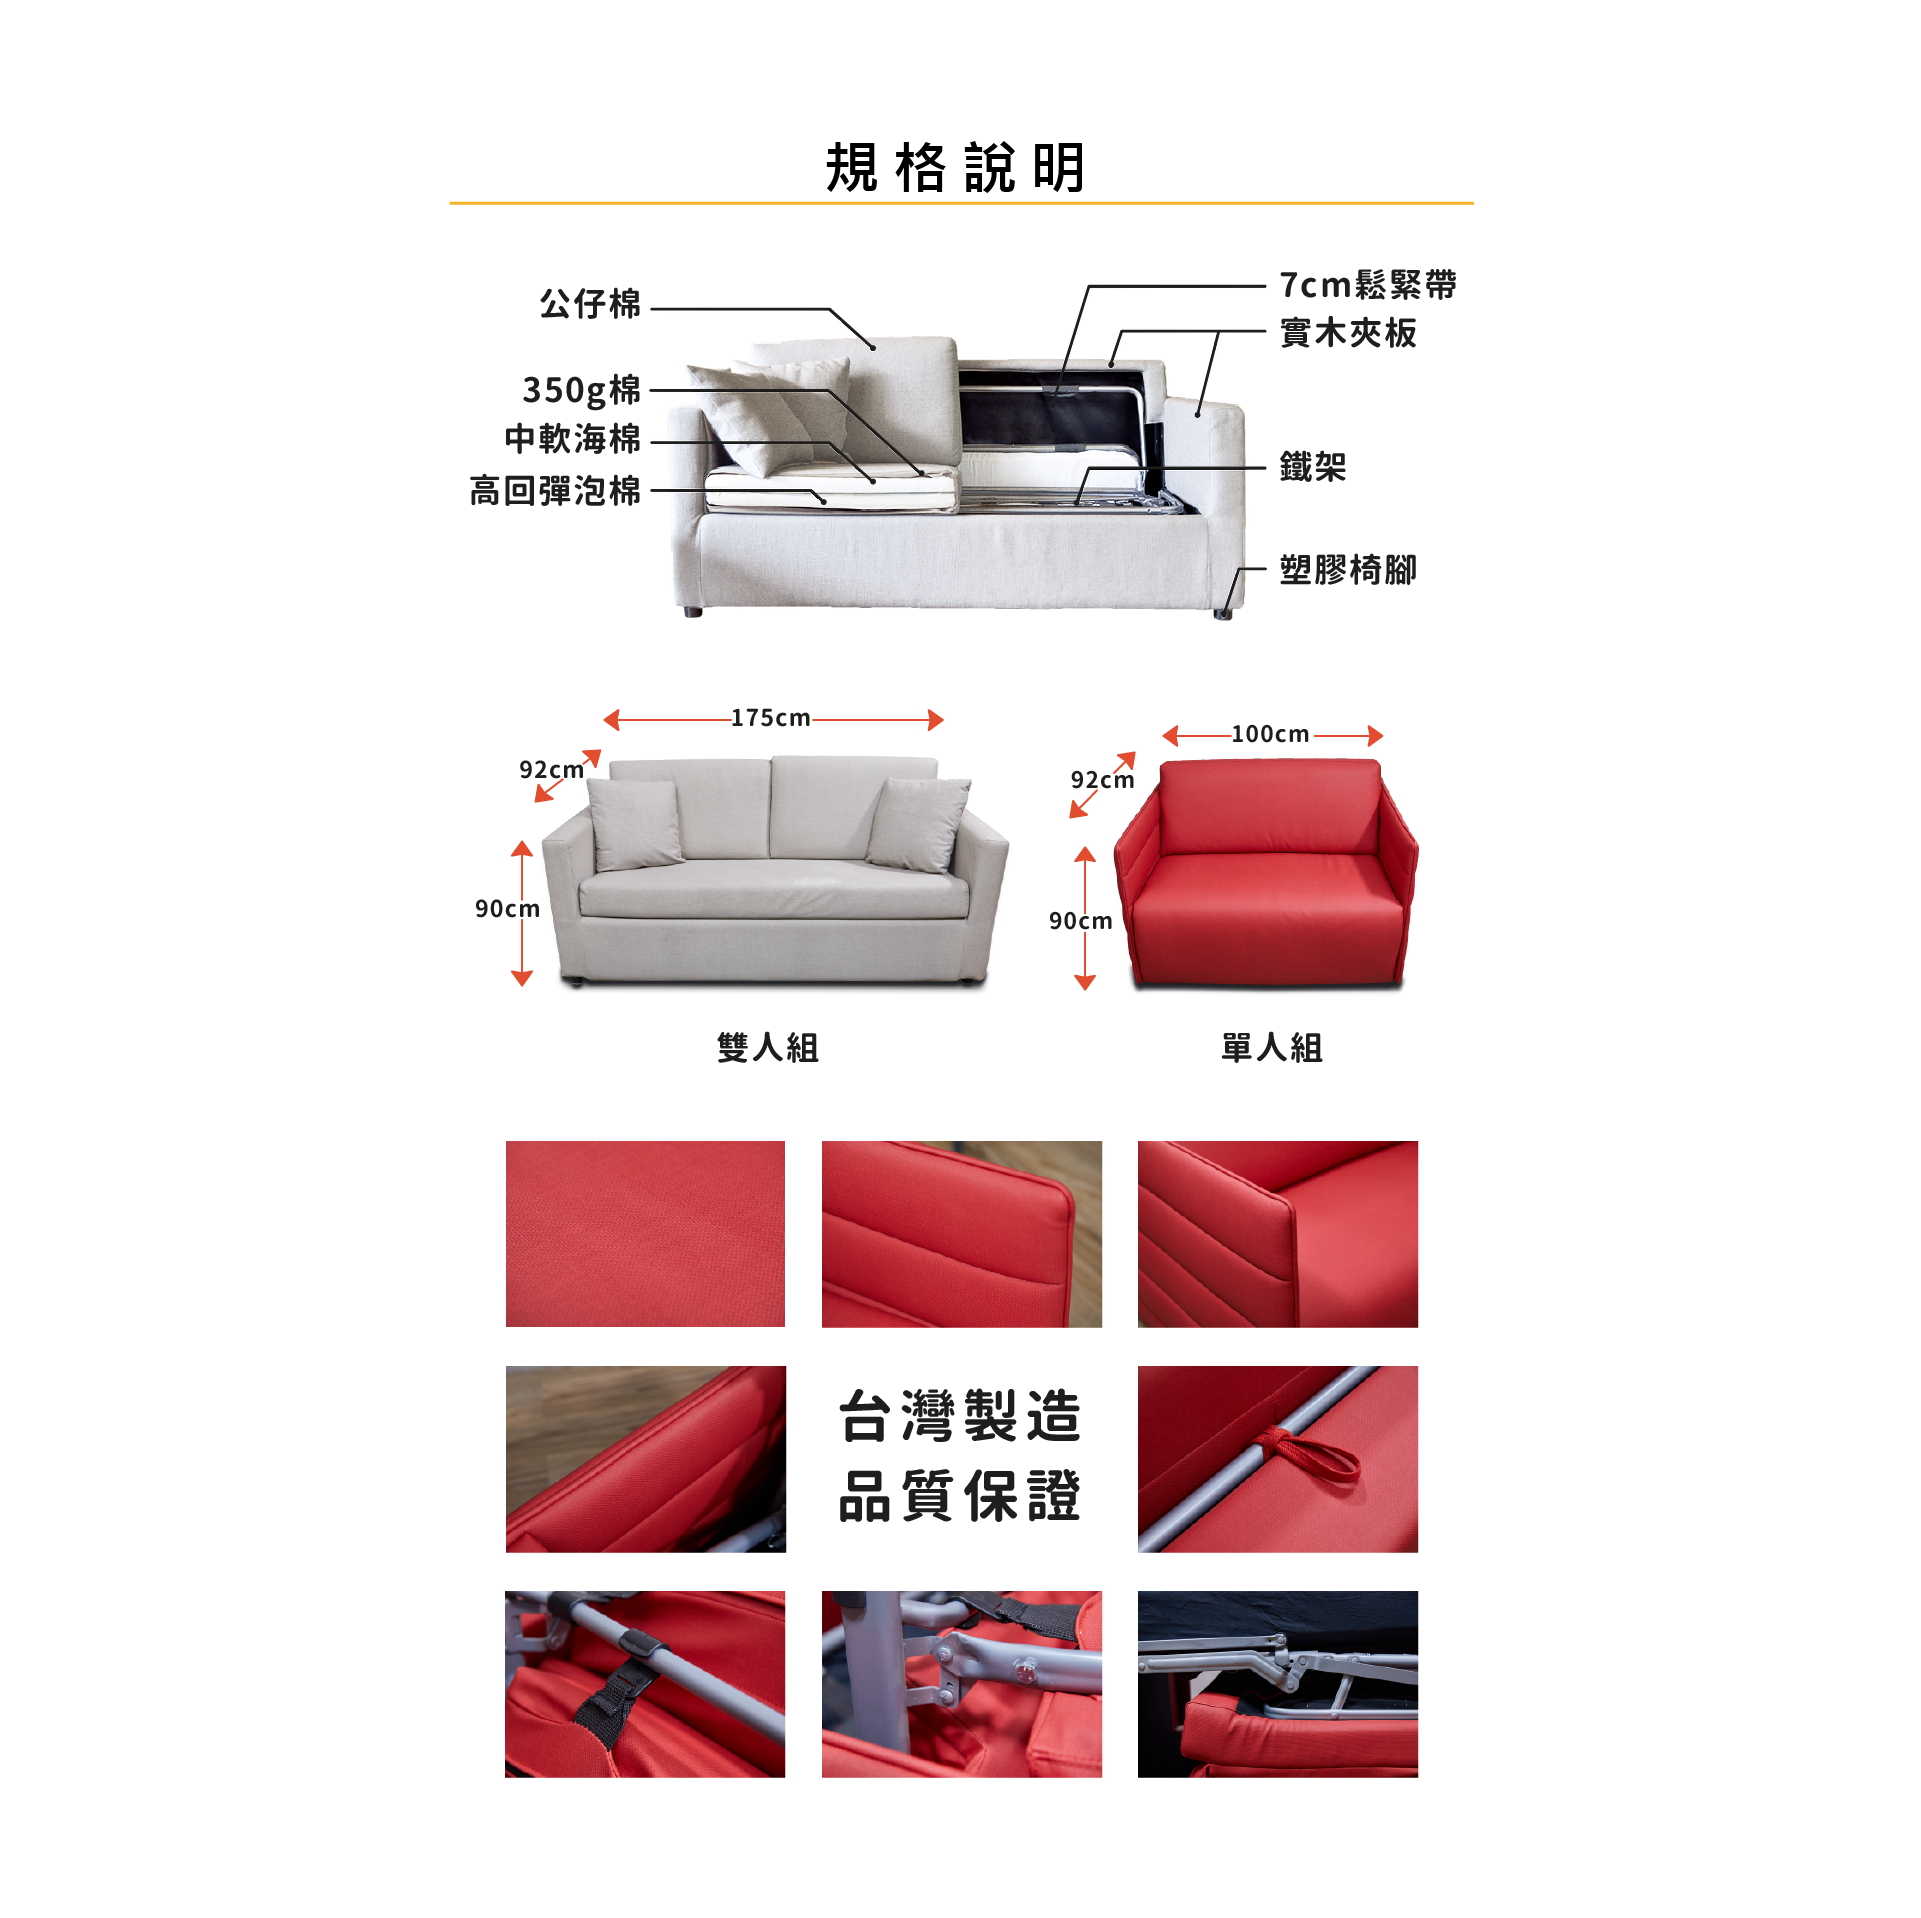 規格說明
公仔棉
350g棉
中軟海棉
高回彈泡棉
7cm鬆緊帶
實木夾板
鐵架
塑膠椅腳
175cm
92cm
90cm
雙人組
100cm
92cm
90cm
單人組
台灣製造
品質保證